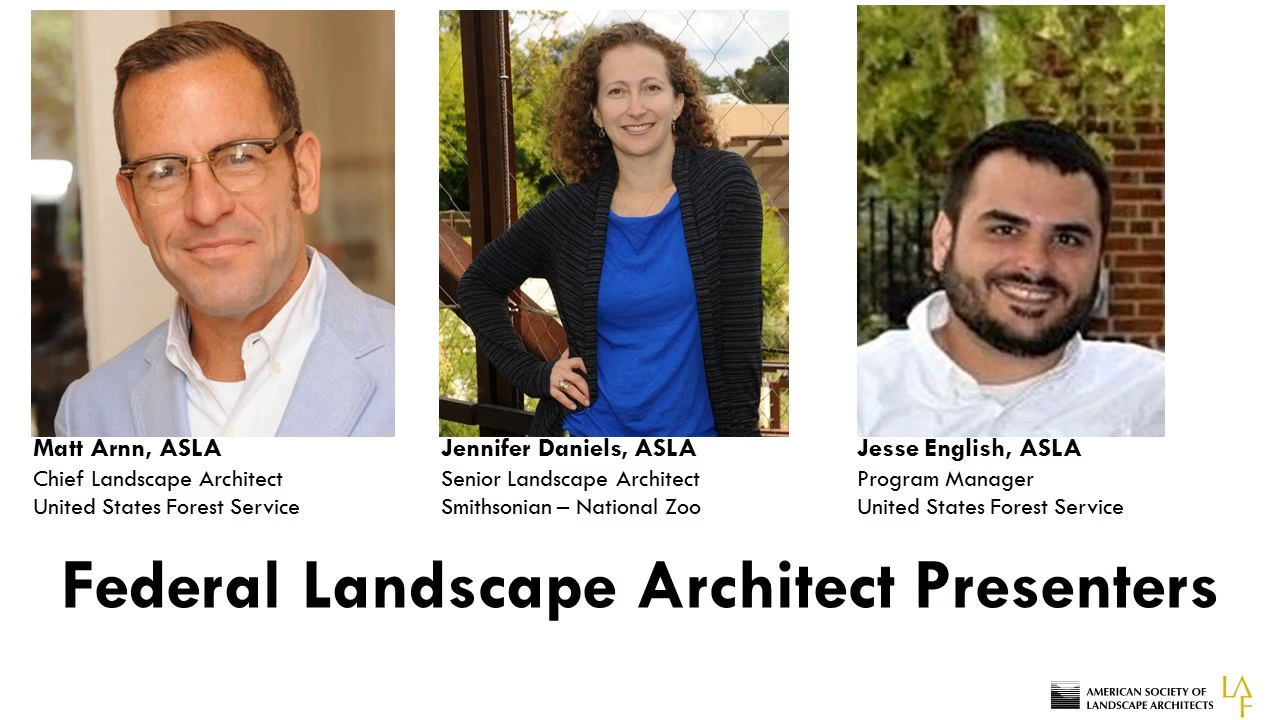 Matt Arnn, ASLA
Chief Landscape Architect
United States Forest Service
Jennifer Daniels, ASLA
Senior Landscape Architect
Smithsonian – National Zoo
Jesse English, ASLA
Program Manager
United States Forest Service
Federal Landscape Architect Presenters
AMERICAN SOCIETY OF
LANDSCAPE ARCHITECTS
LA
F